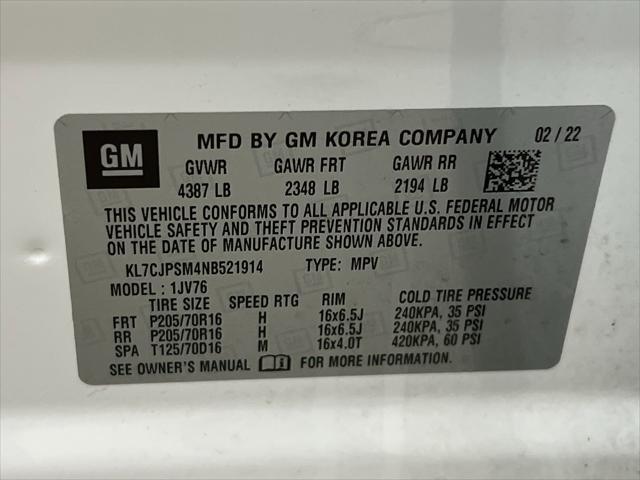 GM MFD BY GM KOREA COMPANY 02 / 22
GVWR GAWR FRT GAWR RR
4387 LB 2348 LB 2194 LB
THIS VEHICLE CONFORMS TO ALL APPLICABLE U.S. FEDERAL MOTOR
VEHICLE SAFETY AND THEFT PREVENTION STANDARDS IN EFFECT
ON THE DATE OF MANUFACTURE SHOWN ABOVE.
KL7CJPSM4NB521914 TYPE: MPV
MODEL : 1JV76
TIRE SIZE SPEED RTG RIM COLD TIRE PRESSURE
FRT P205/70R16 H 16x6.5J 240KPA, 35 PSI
RR P205/70R16 H 16x6.5J 240KPA, 35 PSI
SPA T125/70D16 M 16x4.0T 420KPA, 60 PSI
SEE OWNER'S MANUAL FOR MORE INFORMATION.